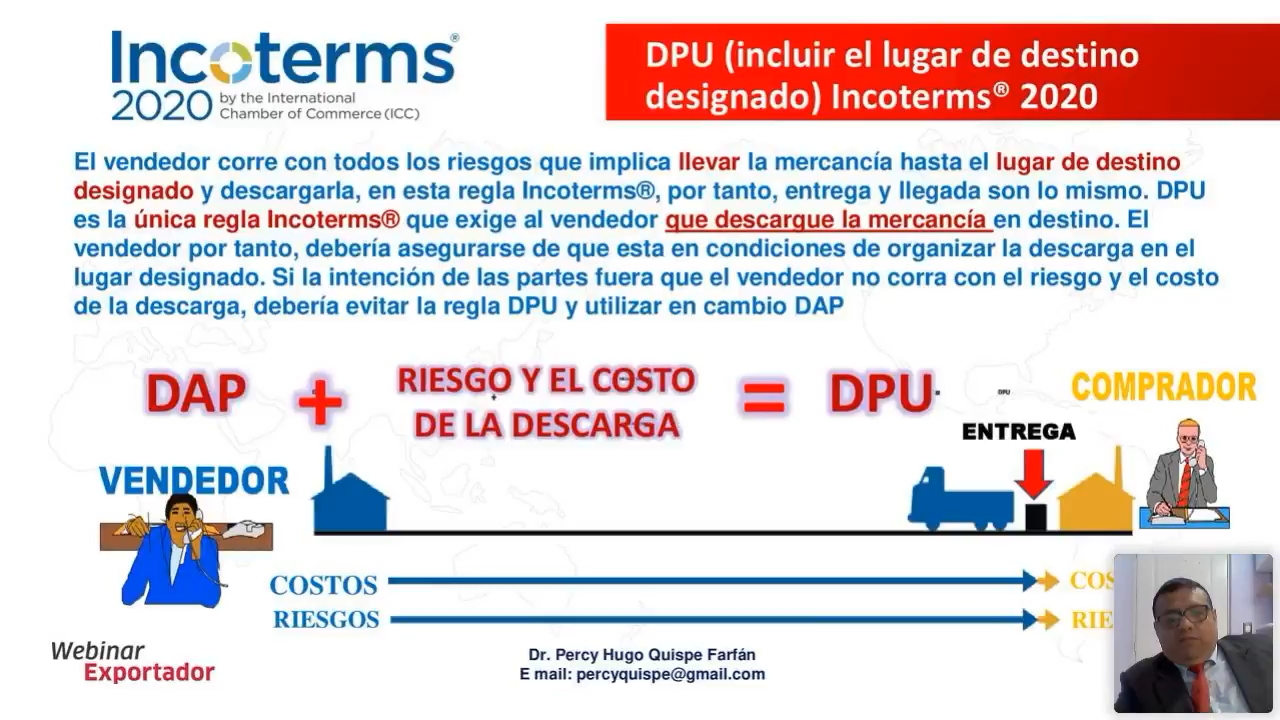 Incoterms®
2020 by the International
Chamber of Commerce (ICC)
DPU (incluir el lugar de destino
designado) Incoterms® 2020
El vendedor corre con todos los riesgos que implica llevar la mercancía hasta el lugar de destino
designado y descargarla, en esta regla Incoterms®, por tanto, entrega y llegada son lo mismo. DPU
es la única regla Incoterms® que exige al vendedor que descargue la mercancía en destino. El
vendedor por tanto, debería asegurarse de que esta en condiciones de organizar la descarga en el
lugar designado. Si la intención de las partes fuera que el vendedor no corra con el riesgo y el costo
de la descarga, debería evitar la regla DPU y utilizar en cambio DAP
DAP + RIESGO Y EL COSTO
DE LA DESCARGA = DPU
DPU
COMPRADOR
ENTREGA
VENDEDOR
COSTOS
COS
RIESGOS
RIE
Webinar
Exportador
Dr. Percy Hugo Quispe Farfán
E mail: percyquispe@gmail.com